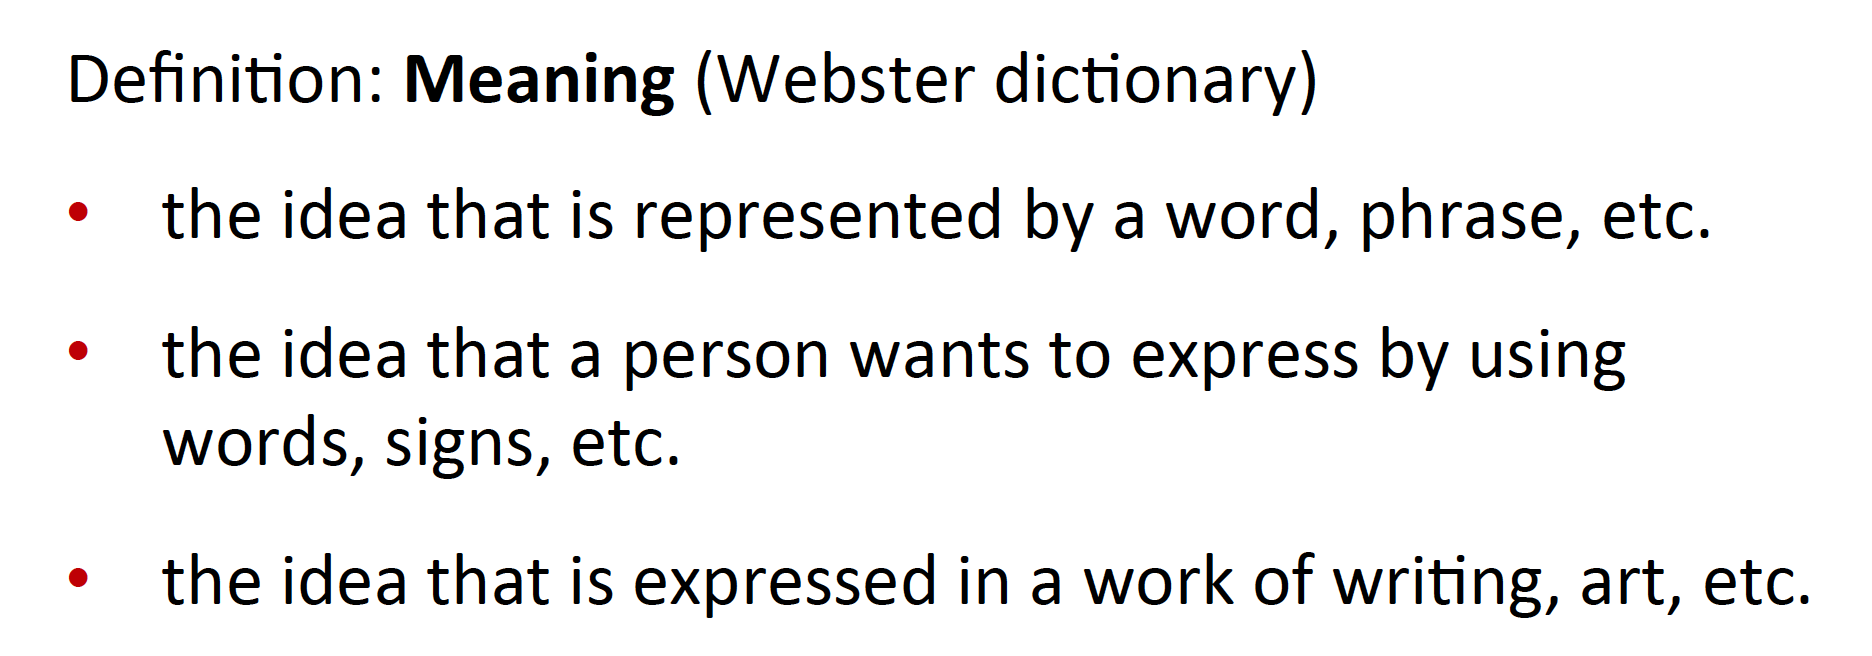 Definition: Meaning (Webster dictionary)
• the idea that is represented by a word, phrase, etc.
• the idea that a person wants to express by using
words, signs, etc.
• the idea that is expressed in a work of writing, art, etc.